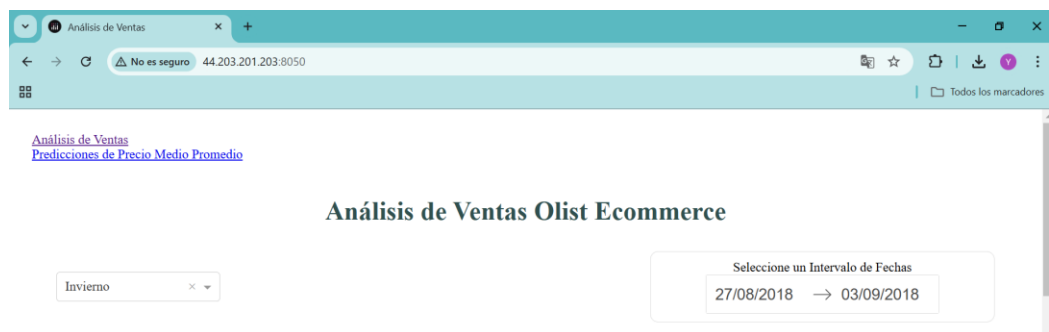 Análisis de Ventas
No es seguro 44.203.201.203:8050
Y
Todos los marcadores
Análisis de Ventas
Predicciones de Precio Medio Promedio
Análisis de Ventas Olist Ecommerce
Seleccione un Intervalo de Fechas
Invierno
27/08/2018 → 03/09/2018